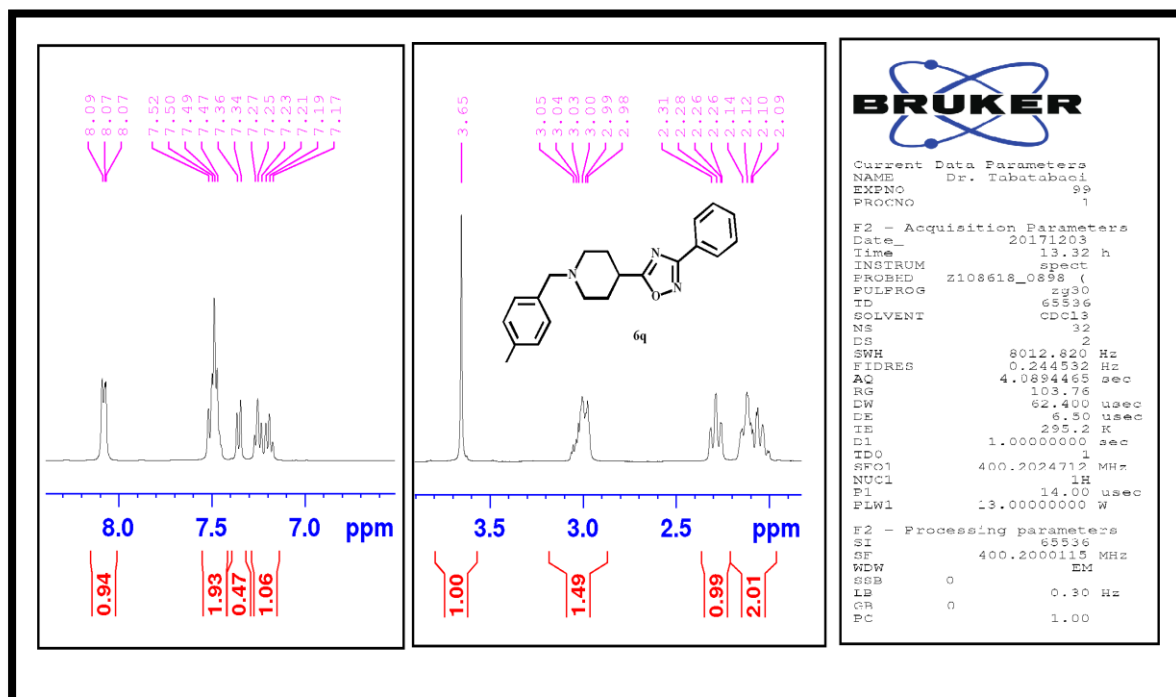 8.09
8.07
8.07
7.52
7.50
7.49
7.47
7.36
7.34
7.27
7.25
7.23
7.21
7.19
7.17
8.0 7.5 7.0 ppm
0.94 1.93 0.47 1.06
3.65
3.05
3.04
3.03
3.00
2.99
2.98
2.31
2.28
2.26
2.26
2.14
2.12
2.10
2.09
N
N
N
O
6q
3.5 3.0 2.5 ppm
1.00 1.49 0.99 2.01
BRUKER
Current Data Parameters
NAME Dr. Tabatabaei
EXPNO 99
PROCNO 1
F2 - Acquisition Parameters
Date_ 20171203
Time 13.32 h
INSTRUM spect
PROBHD Z108618_0898 (
PULPROG zg30
TD 65536
SOLVENT CDCl3
NS 32
DS 2
SWH 8012.820 Hz
FIDRES 0.244532 Hz
AQ 4.0894465 sec
RG 103.76
DW 62.400 usec
DE 6.50 usec
TE 295.2 K
D1 1.00000000 sec
TD0 1
SFO1 400.2024712 MHz
NUC1 1H
P1 14.00 usec
PLW1 13.00000000 W
F2 - Processing parameters
SI 65536
SF 400.2000115 MHz
WDW EM
SSB 0
LB 0.30 Hz
GB 0
PC 1.00